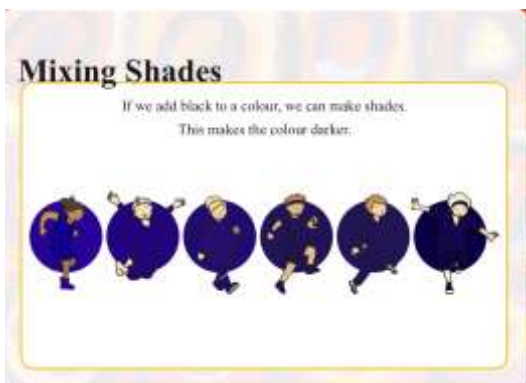 Mixing Shades
If we add black to a colour, we can make shades.
This makes the colour darker.